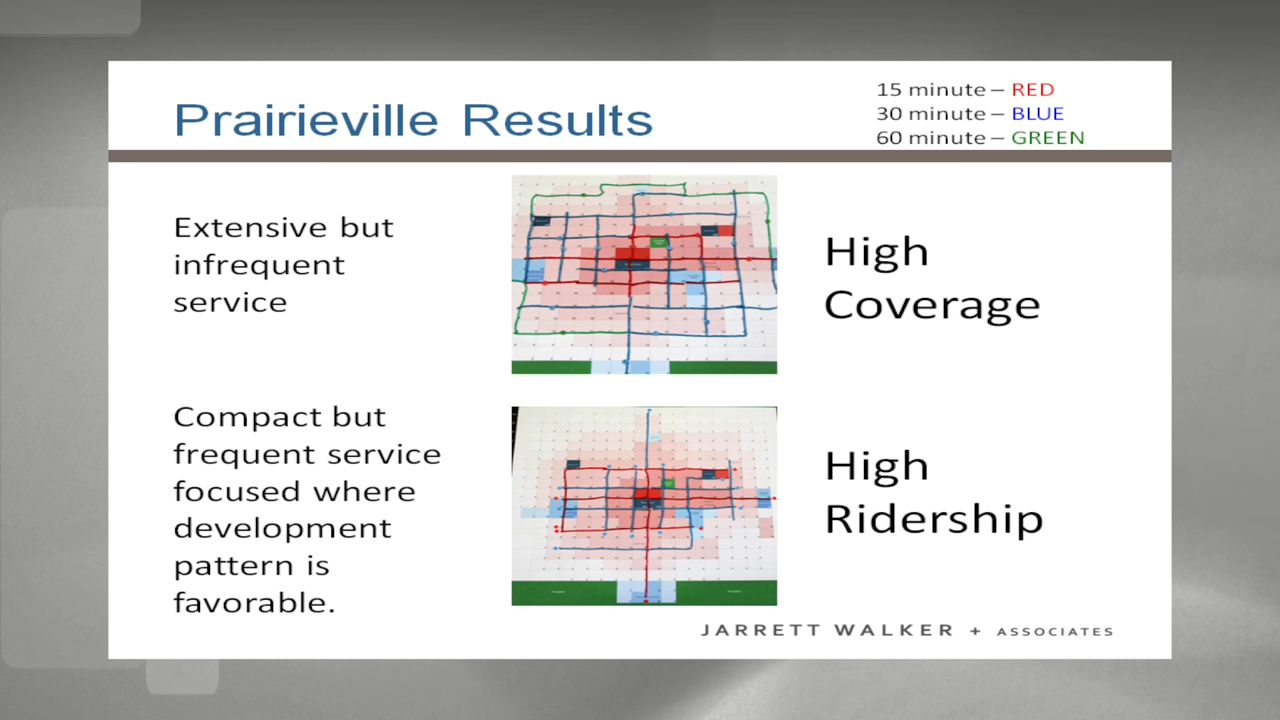 Prairieville Results
15 minute – RED
30 minute – BLUE
60 minute – GREEN
Extensive but
infrequent
service
High
Coverage
Compact but
frequent service
focused where
development
pattern is
favorable.
High
Ridership
JARRETT WALKER + ASSOCIATES